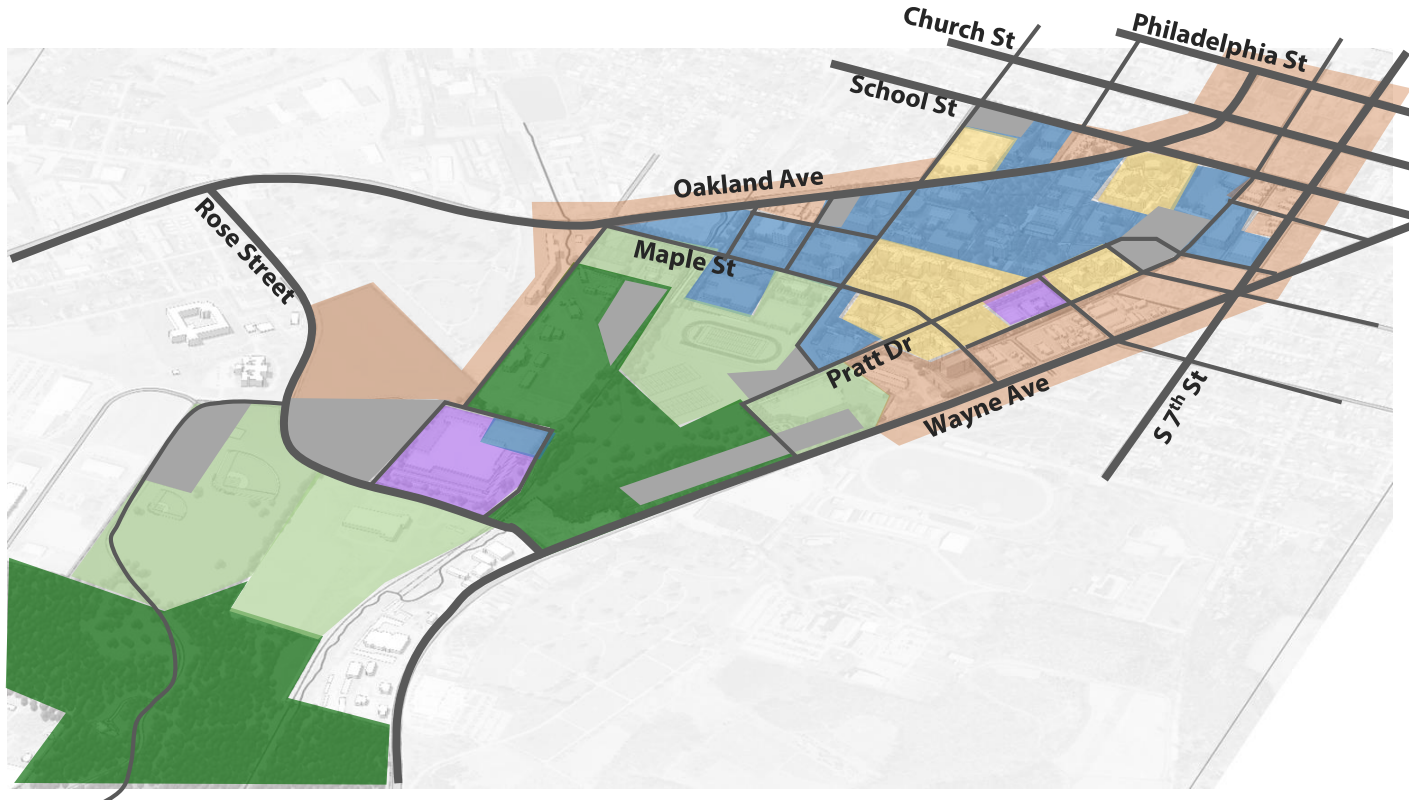 Church St
Philadelphia St
School St
Oakland Ave
Rose Street
Maple St
Pratt Dr
Wayne Ave
S 7th St